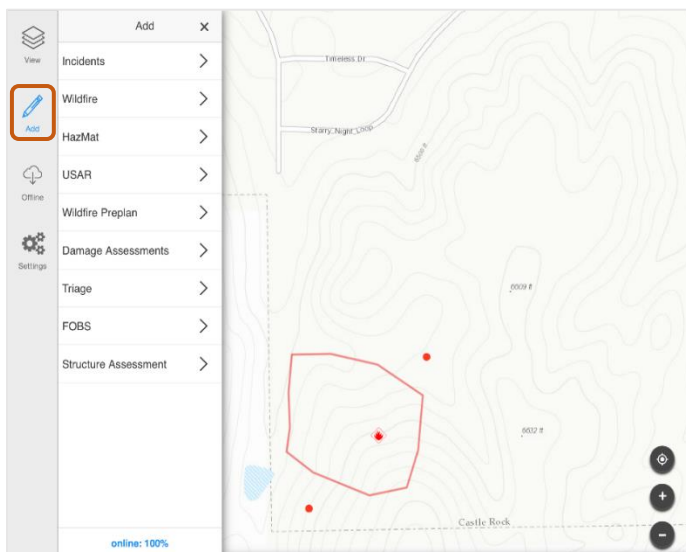 Add
View
Incidents
Wildfire
Add
HazMat
USAR
Offline
Wildfire Preplan
Damage Assessments
Settings
Triage
FOBS
Structure Assessment
online: 100%
Timeless Dr
Starry Night Loop
6609 ft
6602 ft
Castle Rock